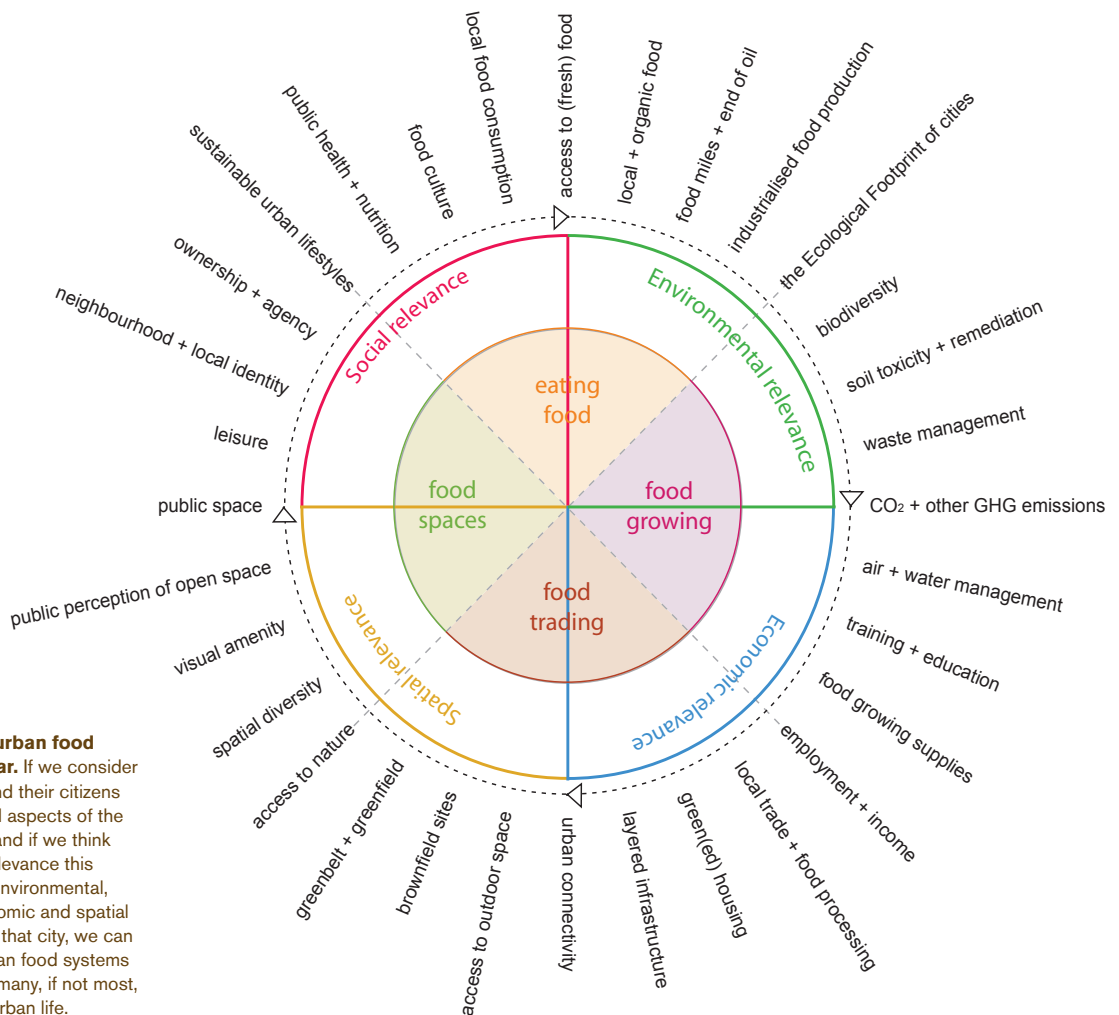 access to (fresh) food
local + organic food
food miles + end of oil
industrialised food production
the Ecological Footprint of cities
biodiversity
soil toxicity + remediation
waste management
CO₂ + other GHG emissions
air + water management
training + education
food growing supplies
employment + income
local trade + food processing
green(ed) housing
layered infrastructure
urban connectivity
access to outdoor space
brownfield sites
greenbelt + greenfield
access to nature
spatial diversity
visual amenity
public perception of open space
public space
leisure
neighbourhood + local identity
ownership + agency
sustainable urban lifestyles
public health + nutrition
food culture
local food consumption
Social relevance
Environmental relevance
Economic relevance
Spatial relevance
eating
food
food
growing
food
trading
food
spaces
urban food
ar. If we consider
nd their citizens
l aspects of the
and if we think
levance this
environmental,
omic and spatial
that city, we can
an food systems
many, if not most,
rban life.